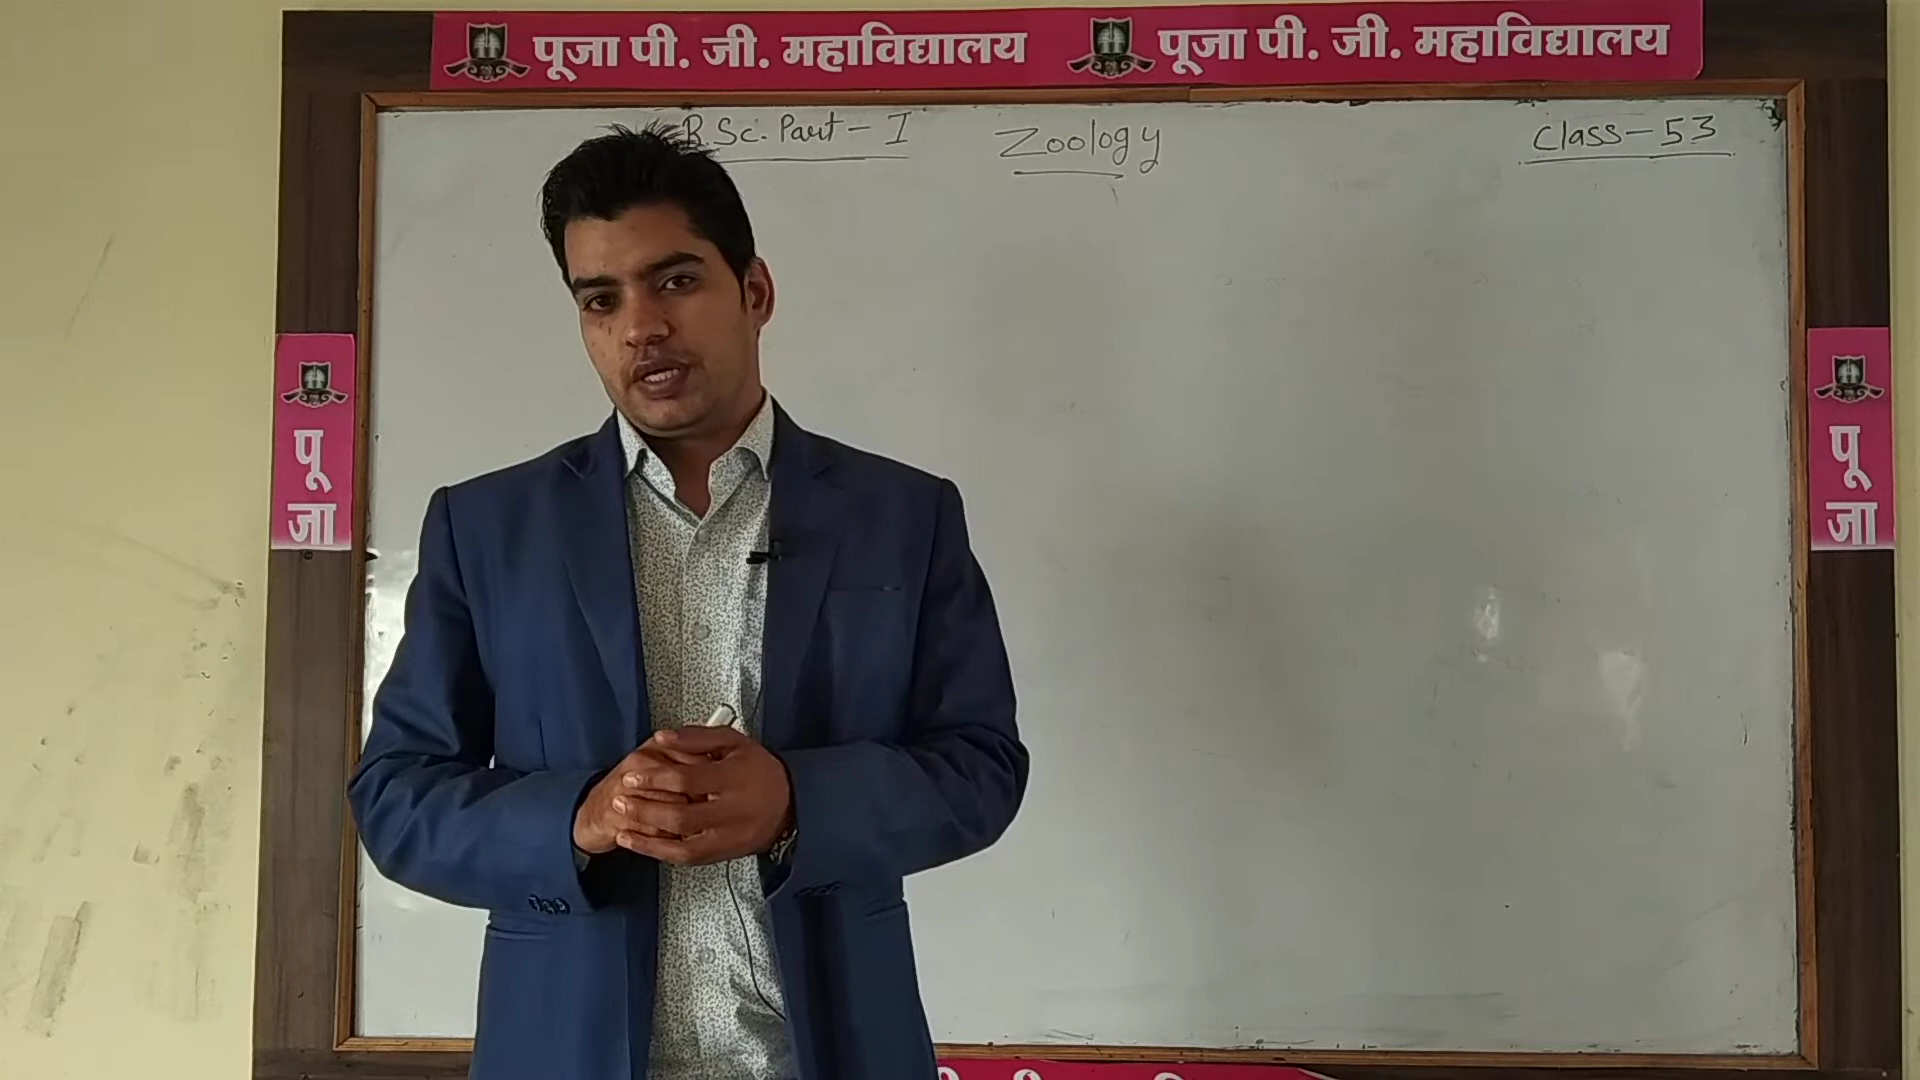 पूजा पी. जी. महाविद्यालय पूजा पी. जी. महाविद्यालय
B.Sc. Part - I Zoology Class - 53
पू
जा
पू
जा